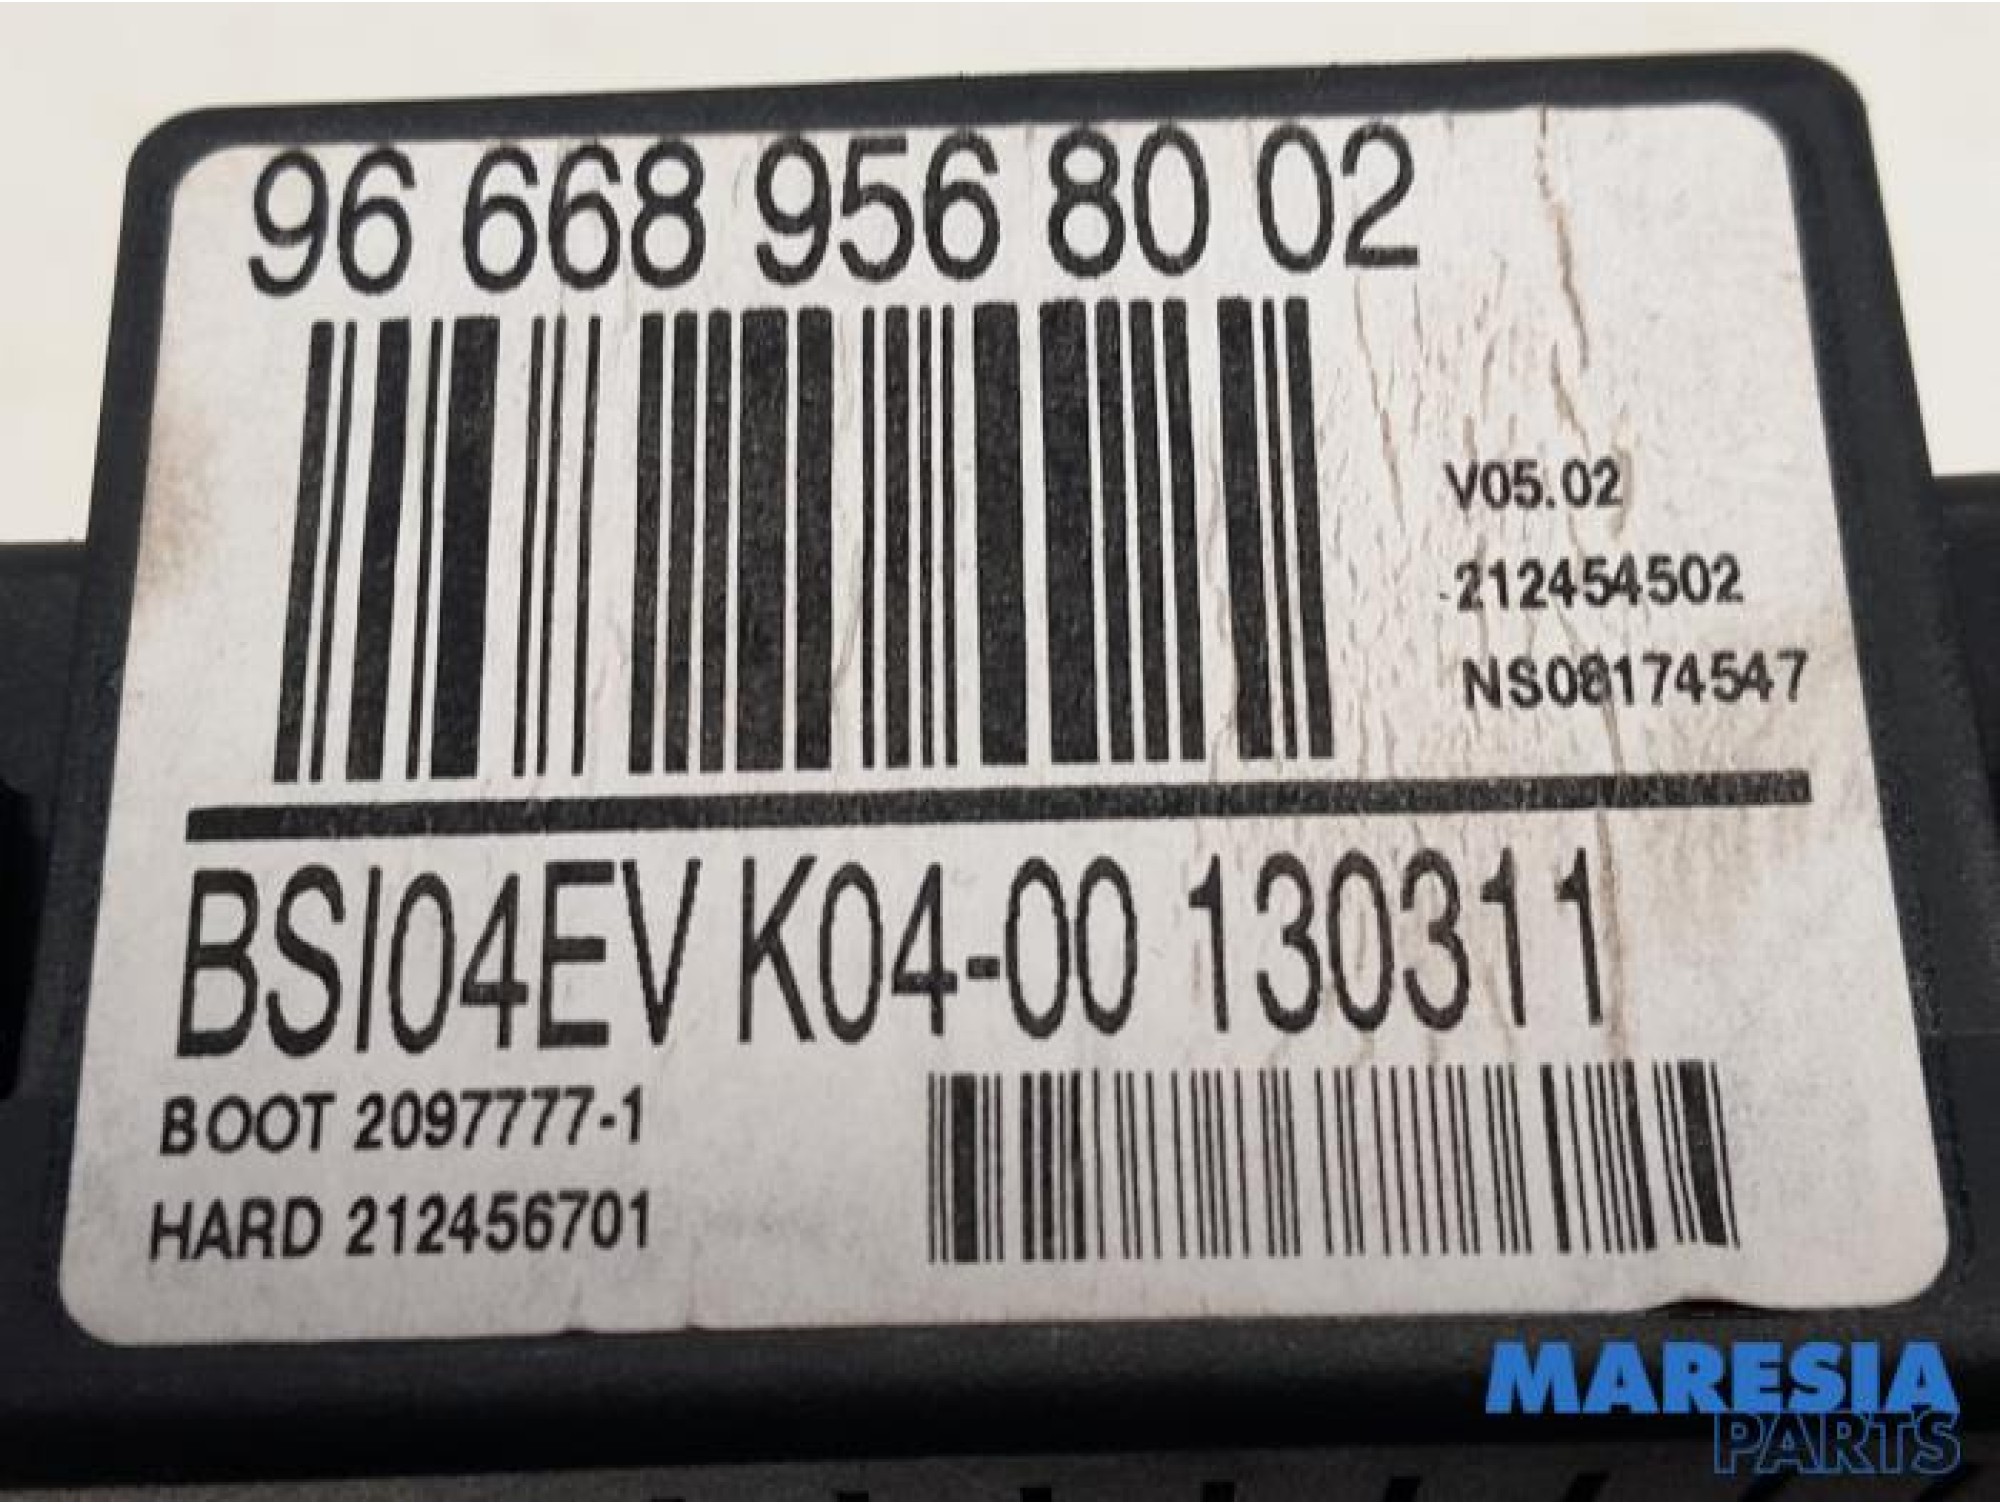 96 668 956 80 02
V05.02
212454502
NS08174547
BSI04EV K04-00 130311
BOOT 2097777-1
HARD 212456701
MARESIA
PARTS